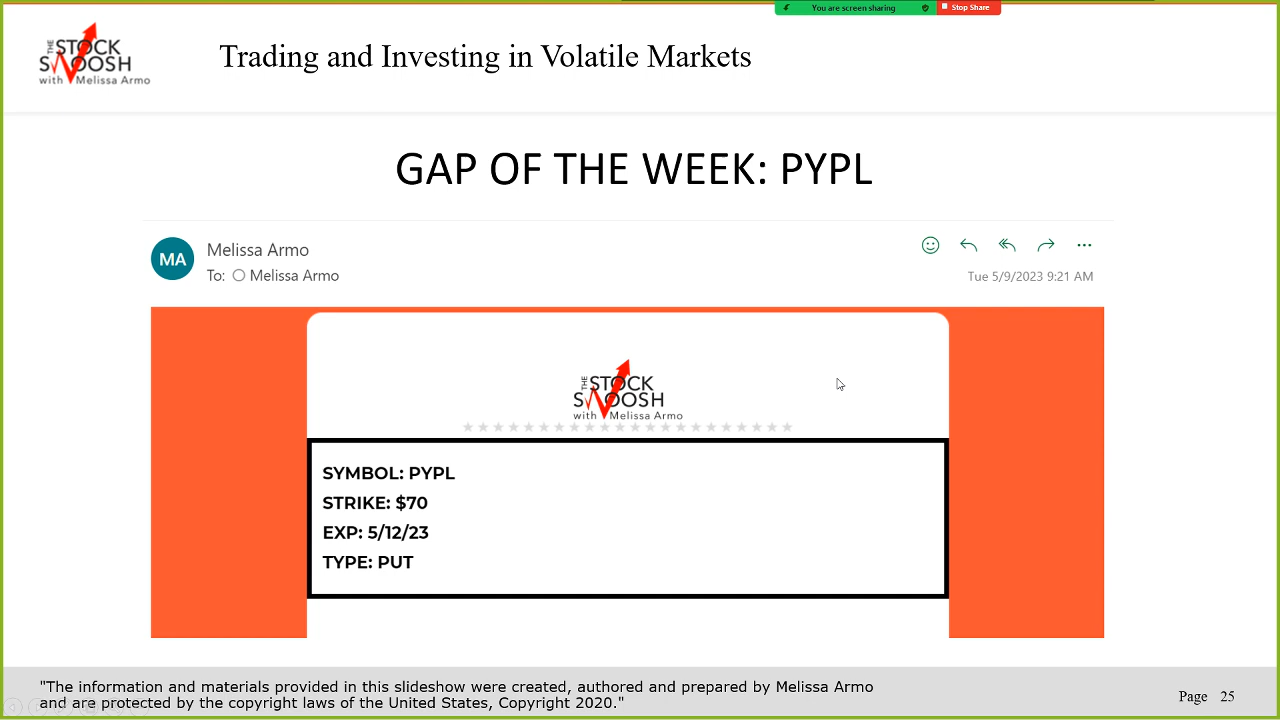 You are screen sharing
Stop Share
THE STOCK
SWOOSH
with Melissa Armo
Trading and Investing in Volatile Markets
GAP OF THE WEEK: PYPL
MA
Melissa Armo
To: Melissa Armo
Tue 5/9/2023 9:21 AM
THE STOCK
SWOOSH
with Melissa Armo
SYMBOL: PYPL
STRIKE: $70
EXP: 5/12/23
TYPE: PUT
"The information and materials provided in this slideshow were created, authored and prepared by Melissa Armo
and are protected by the copyright laws of the United States, Copyright 2020."
Page 25